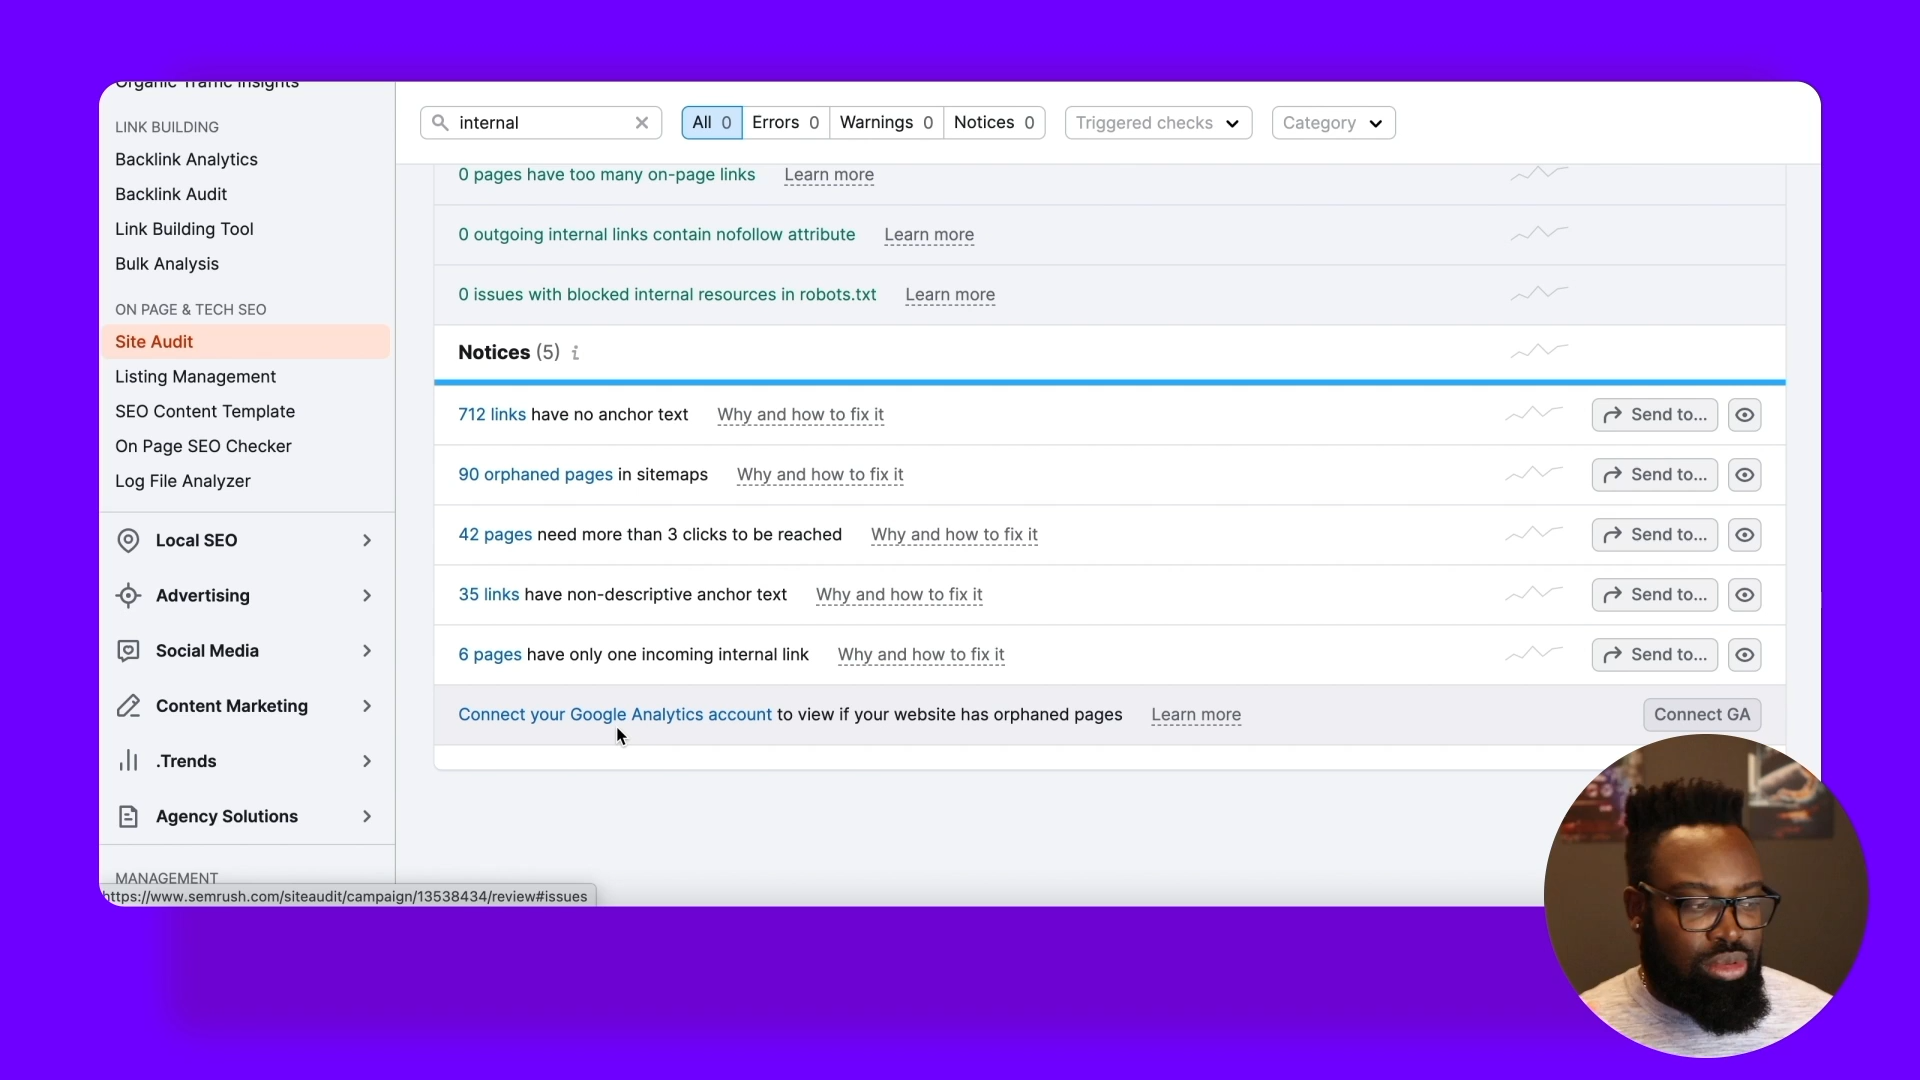 Organic Traffic Insights
LINK BUILDING
Backlink Analytics
Backlink Audit
Link Building Tool
Bulk Analysis
ON PAGE & TECH SEO
Site Audit
Listing Management
SEO Content Template
On Page SEO Checker
Log File Analyzer
Local SEO
Advertising
Social Media
Content Marketing
.Trends
Agency Solutions
MANAGEMENT
https://www.semrush.com/siteaudit/campaign/13538434/review#issues
internal
All 0 Errors 0 Warnings 0 Notices 0 Triggered checks Category
0 pages have too many on-page links Learn more
0 outgoing internal links contain nofollow attribute Learn more
0 issues with blocked internal resources in robots.txt Learn more
Notices (5) i
712 links have no anchor text Why and how to fix it Send to...
90 orphaned pages in sitemaps Why and how to fix it Send to...
42 pages need more than 3 clicks to be reached Why and how to fix it Send to...
35 links have non-descriptive anchor text Why and how to fix it Send to...
6 pages have only one incoming internal link Why and how to fix it Send to...
Connect your Google Analytics account to view if your website has orphaned pages Learn more Connect GA